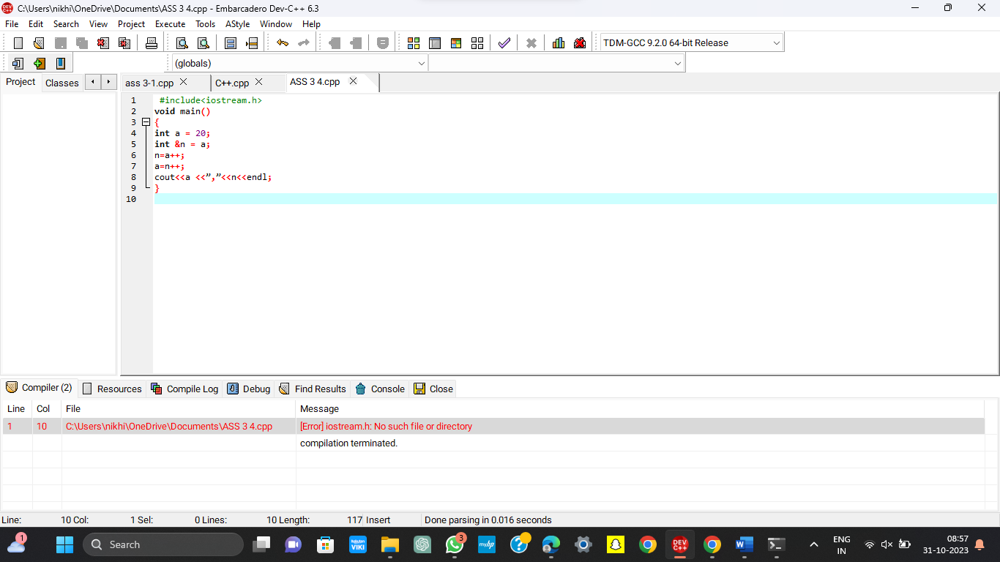 C:\Users\nikhi\OneDrive\Documents\ASS 3 4.cpp - Embarcadero Dev-C++ 6.3
File Edit Search View Project Execute Tools AStyle Window Help
TDM-GCC 9.2.0 64-bit Release
(globals)
Project Classes ass 3-1.cpp C++.cpp ASS 3 4.cpp
1 #include<iostream.h>
2 void main()
3 {
4 int a = 20;
5 int &n = a;
6 n=a++;
7 a=n++;
8 cout<<a <<”,”<<n<<endl;
9 }
10
Compiler (2) Resources Compile Log Debug Find Results Console Close
Line Col File Message
1 10 C:\Users\nikhi\OneDrive\Documents\ASS 3 4.cpp [Error] iostream.h: No such file or directory
compilation terminated.
Line: 10 Col: 1 Sel: 0 Lines: 10 Length: 117 Insert Done parsing in 0.016 seconds
1 Search Rakuten VIKI 3 myhp ? DEV C++ W ENG 08:57
IN 31-10-2023